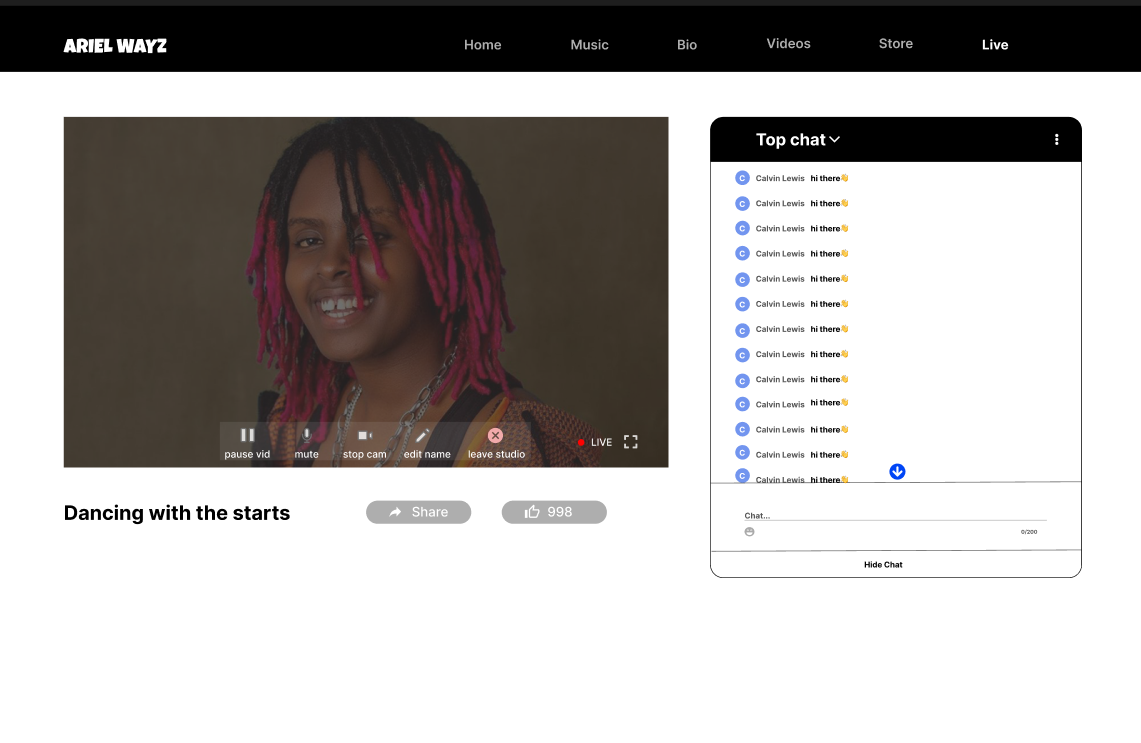 ARIEL WAYZ
Home Music Bio Videos Store Live
Top chat
C Calvin Lewis hi there👋
C Calvin Lewis hi there👋
C Calvin Lewis hi there👋
C Calvin Lewis hi there👋
C Calvin Lewis hi there👋
C Calvin Lewis hi there👋
C Calvin Lewis hi there👋
C Calvin Lewis hi there👋
C Calvin Lewis hi there👋
C Calvin Lewis hi there👋
C Calvin Lewis hi there👋
C Calvin Lewis hi there👋
C Calvin Lewis hi there👋
pause vid mute stop cam edit name leave studio
LIVE
Dancing with the starts
Share
998
Chat...
0/200
Hide Chat